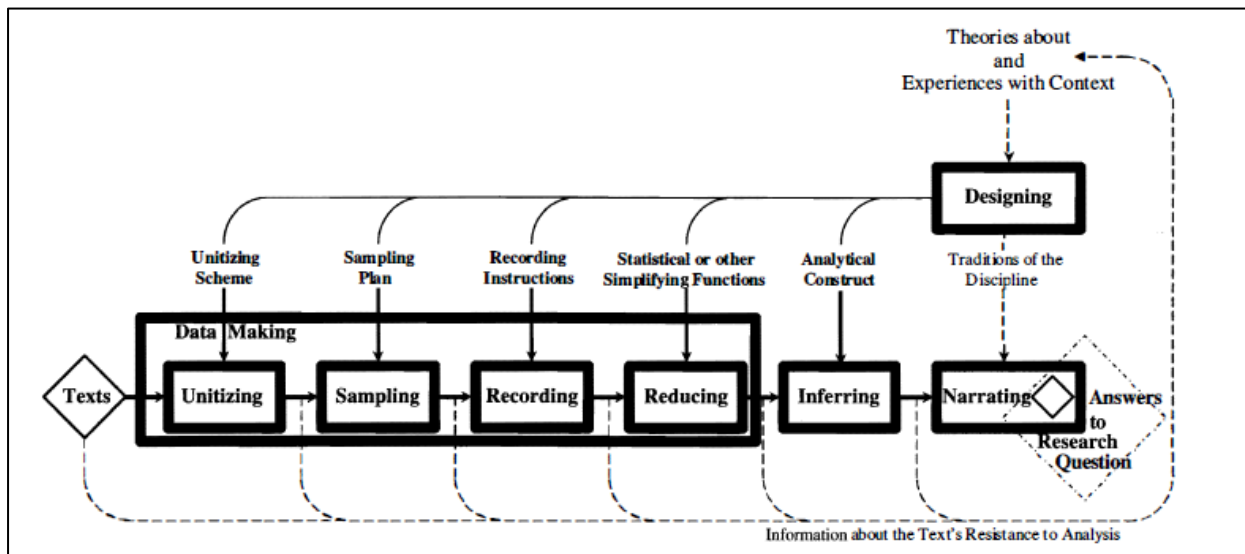 Theories about
and
Experiences with Context
Designing
Unitizing
Scheme
Sampling
Plan
Recording
Instructions
Statistical or other
Simplifying Functions
Analytical
Construct
Traditions of the
Discipline
Data Making
Texts
Unitizing
Sampling
Recording
Reducing
Inferring
Narrating
Answers
to
Research
Question
Information about the Text's Resistance to Analysis